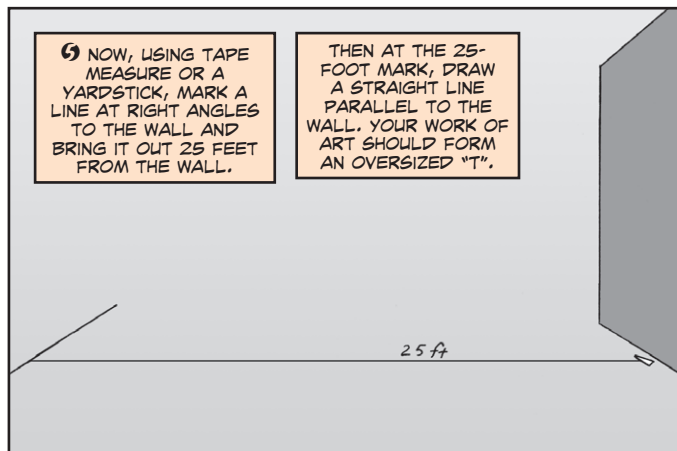 5 NOW, USING TAPE
MEASURE OR A
YARDSTICK, MARK A
LINE AT RIGHT ANGLES
TO THE WALL AND
BRING IT OUT 25 FEET
FROM THE WALL.
THEN AT THE 25-
FOOT MARK, DRAW
A STRAIGHT LINE
PARALLEL TO THE
WALL. YOUR WORK OF
ART SHOULD FORM
AN OVERSIZED "T".
25 ft